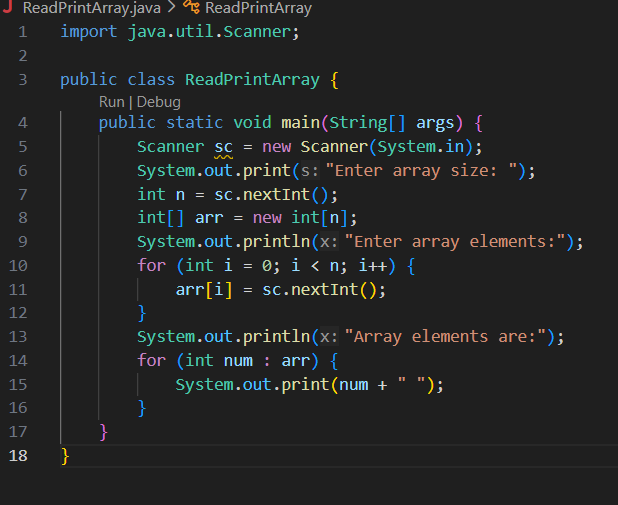 ReadPrintArray.java > ReadPrintArray
1 import java.util.Scanner;
2
3 public class ReadPrintArray {
Run | Debug
4 public static void main(String[] args) {
5 Scanner sc = new Scanner(System.in);
6 System.out.print(s: "Enter array size: ");
7 int n = sc.nextInt();
8 int[] arr = new int[n];
9 System.out.println(x: "Enter array elements:");
10 for (int i = 0; i < n; i++) {
11 arr[i] = sc.nextInt();
12 }
13 System.out.println(x: "Array elements are:");
14 for (int num : arr) {
15 System.out.print(num + " ");
16 }
17 }
18 }